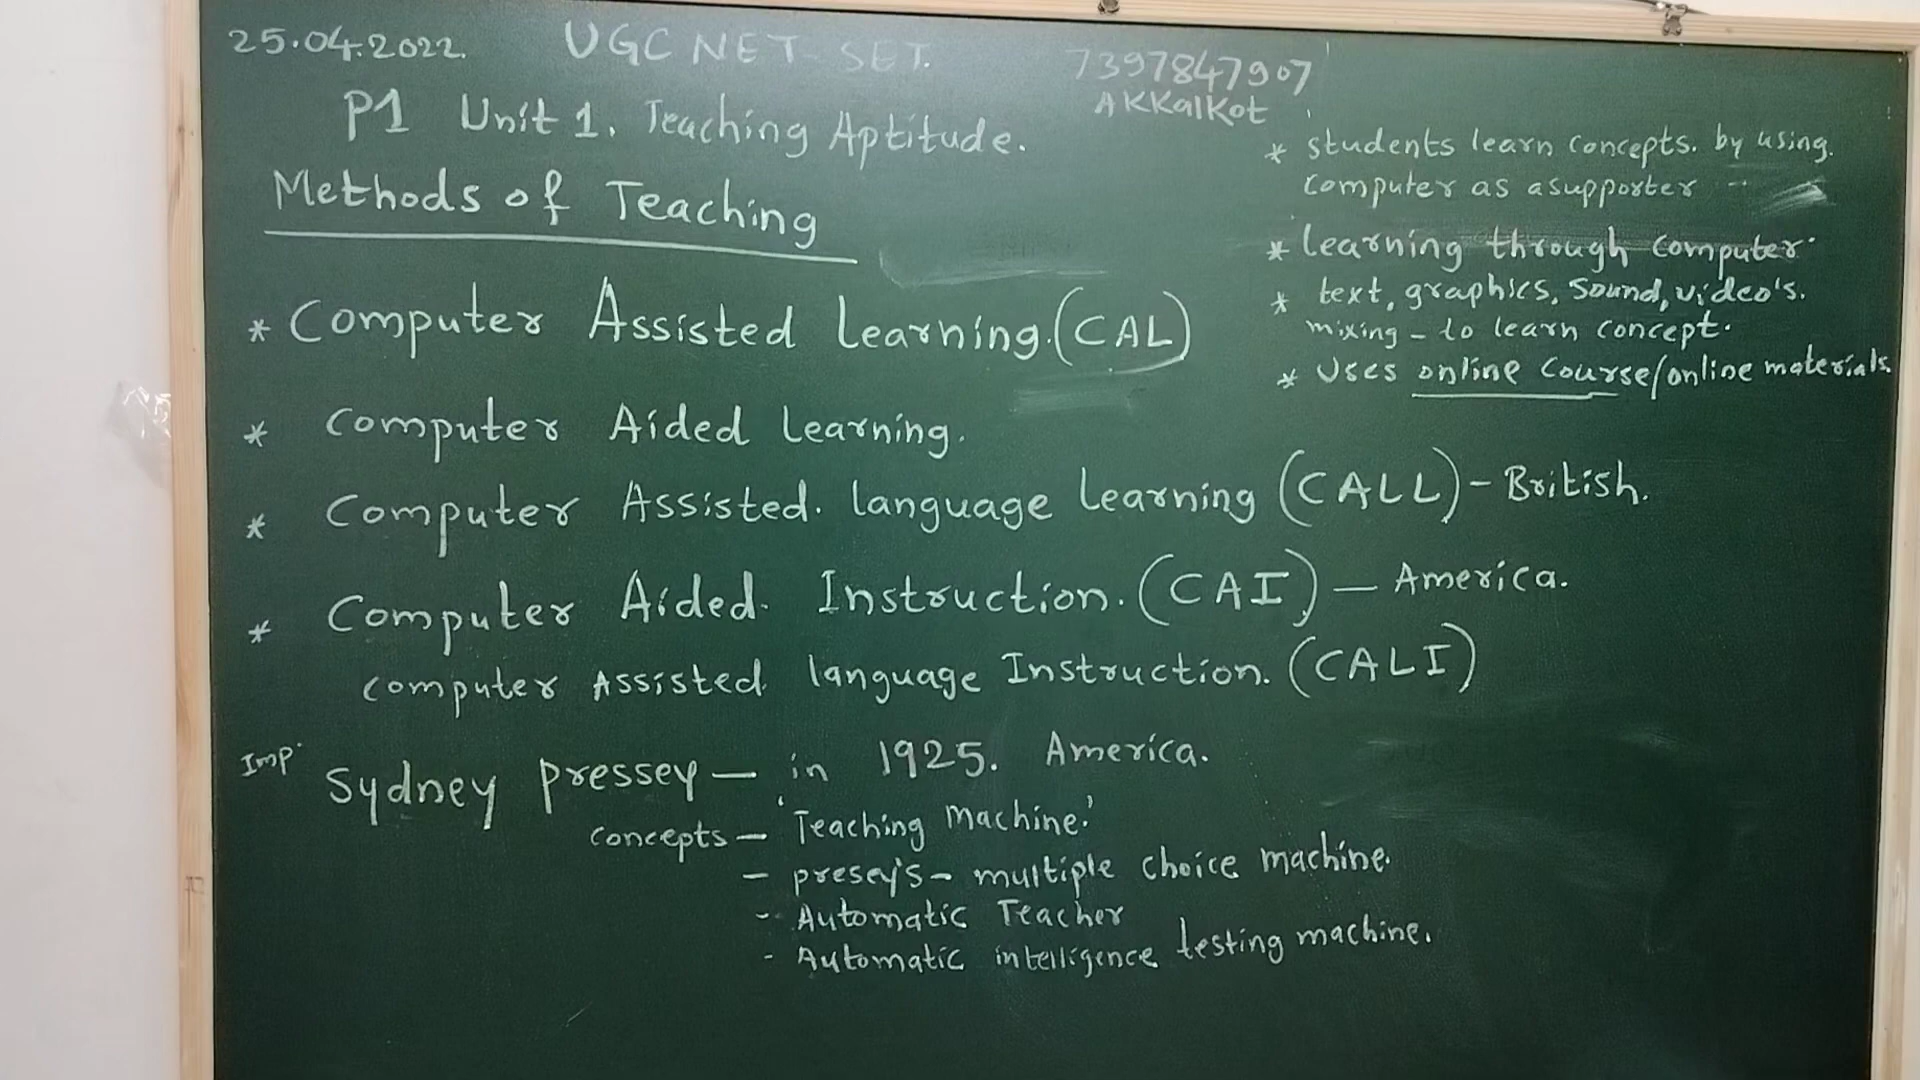 25.04.2022. UGC NET-SET. 7397847907
AKKalKot
P1 Unit 1. Teaching Aptitude.
Methods of Teaching
* students learn concepts. by using.
computer as a supporter -
* learning through computer.
* text, graphics, sound, video's.
mixing - to learn concept.
* uses online course/online materials.
* Computer Assisted Learning. (CAL)
* Computer Aided Learning.
* Computer Assisted. language Learning (CALL) - British.
* Computer Aided. Instruction. (CAI) — America.
computer Assisted language Instruction. (CALI)
Imp. Sydney pressey — in 1925. America.
concepts — 'Teaching Machine.'
- presey's - multiple choice machine.
- Automatic Teacher
- Automatic intelligence testing machine.